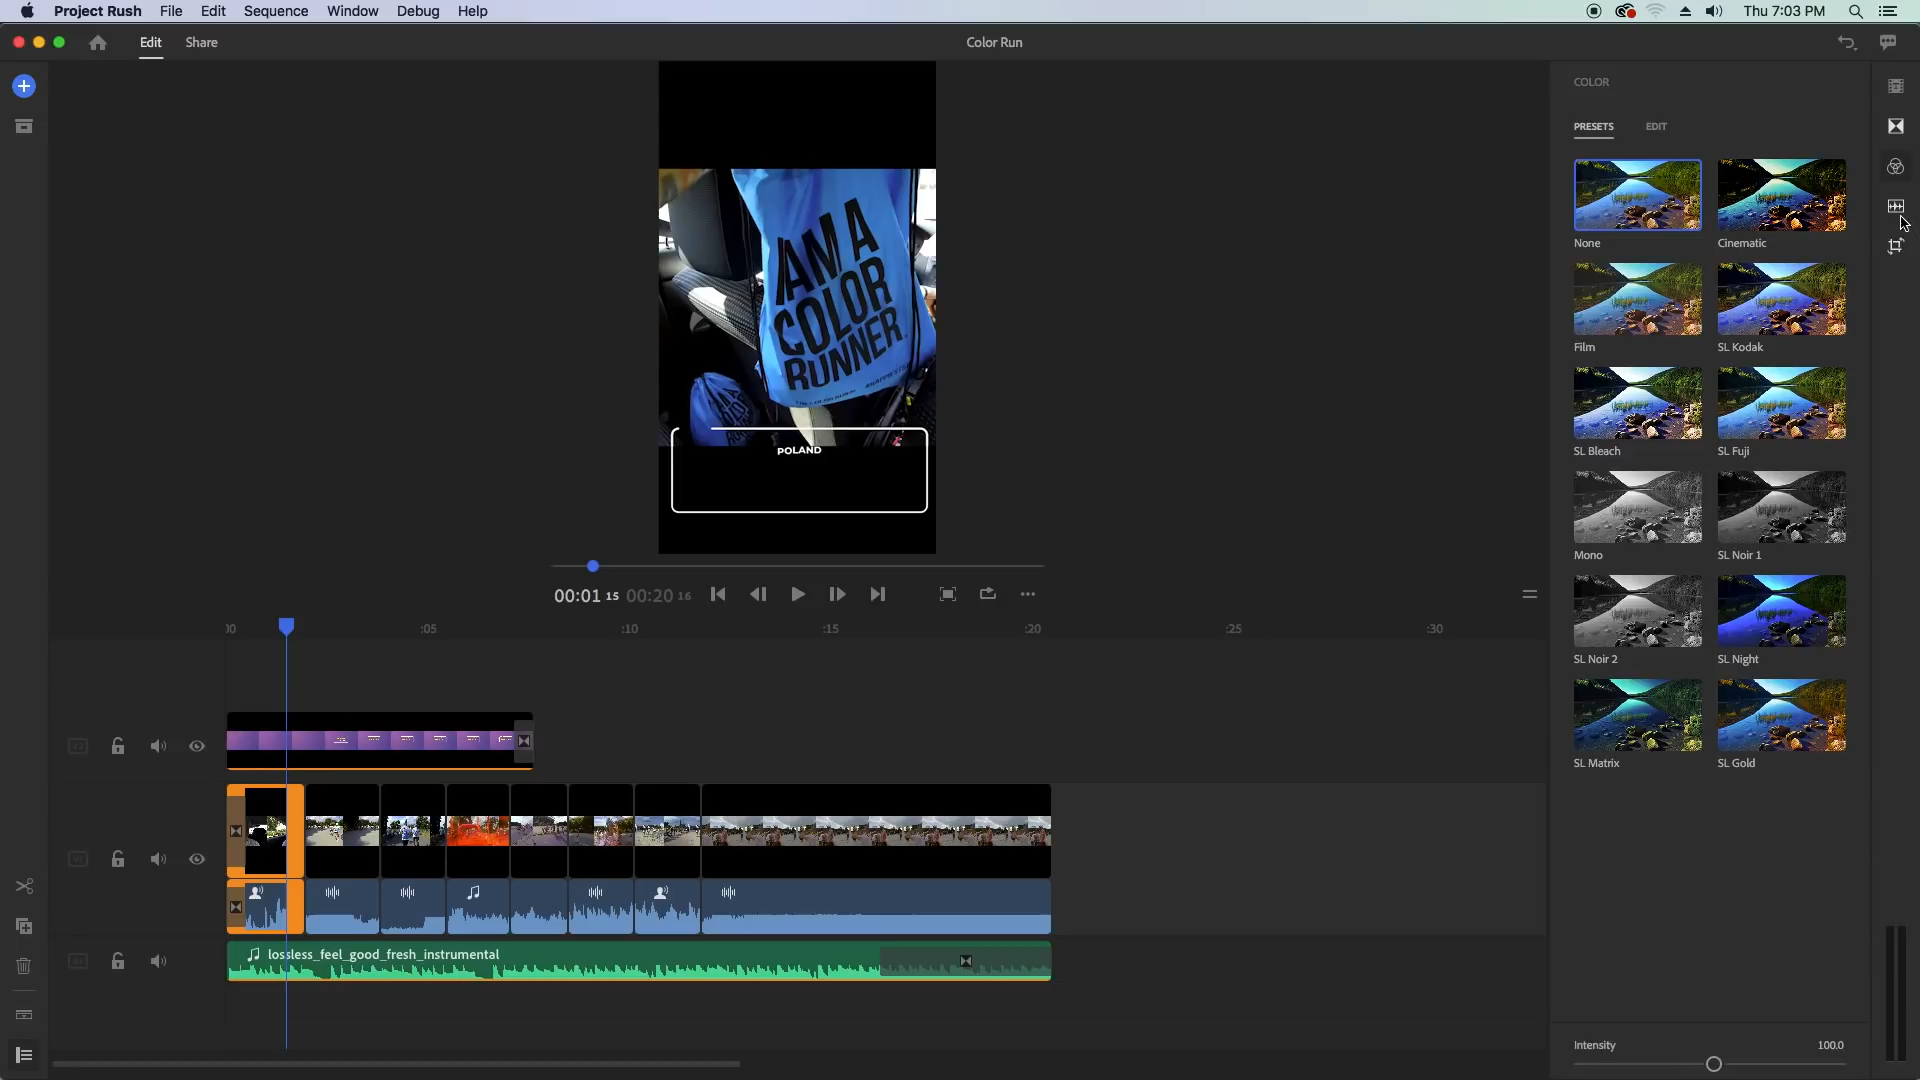 Project Rush File Edit Sequence Window Debug Help Thu 7:03 PM
Edit Share Color Run
COLOR
PRESETS EDIT
None Cinematic
Film SL Kodak
SL Bleach SL Fuji
Mono SL Noir 1
SL Noir 2 SL Night
SL Matrix SL Gold
Intensity 100.0
I AM A
COLOR
RUNNER
POLAND
00:01 15 00:20 16
00 :05 :10 :15 :20 :25 :30
lossless_feel_good_fresh_instrumental